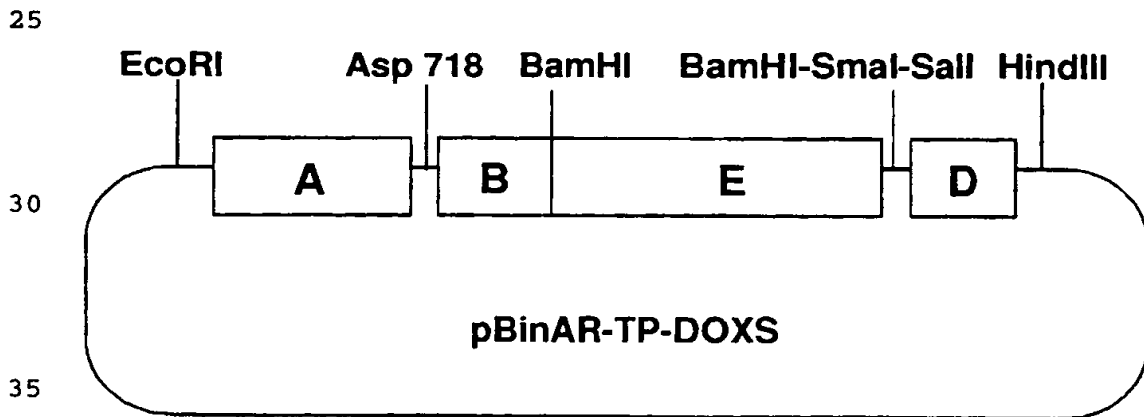 25
EcoRI Asp 718 BamHI BamHI-SmaI-SalI HindIII
A B E D
30
pBinAR-TP-DOXS
35